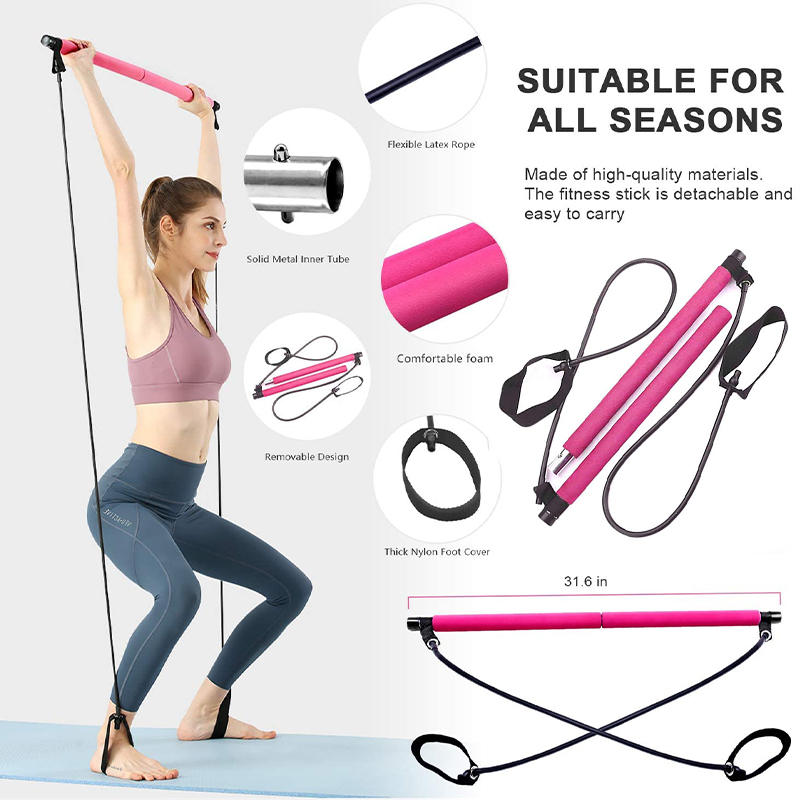 SUITABLE FOR
ALL SEASONS
Made of high-quality materials.
The fitness stick is detachable and
easy to carry
Flexible Latex Rope
Solid Metal Inner Tube
Comfortable foam
Removable Design
Thick Nylon Foot Cover
31.6 in